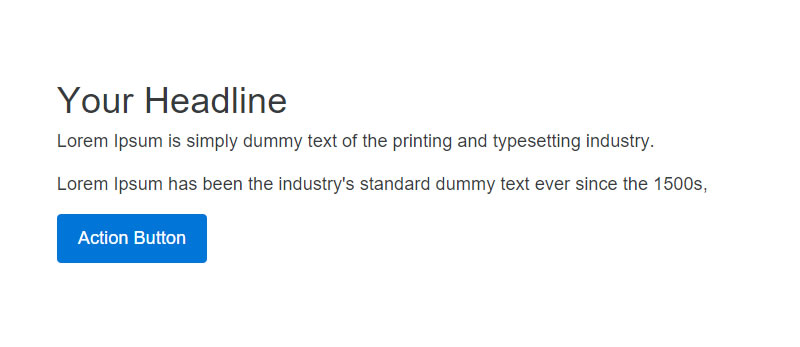 Your Headline
Lorem Ipsum is simply dummy text of the printing and typesetting industry.
Lorem Ipsum has been the industry's standard dummy text ever since the 1500s,
Action Button